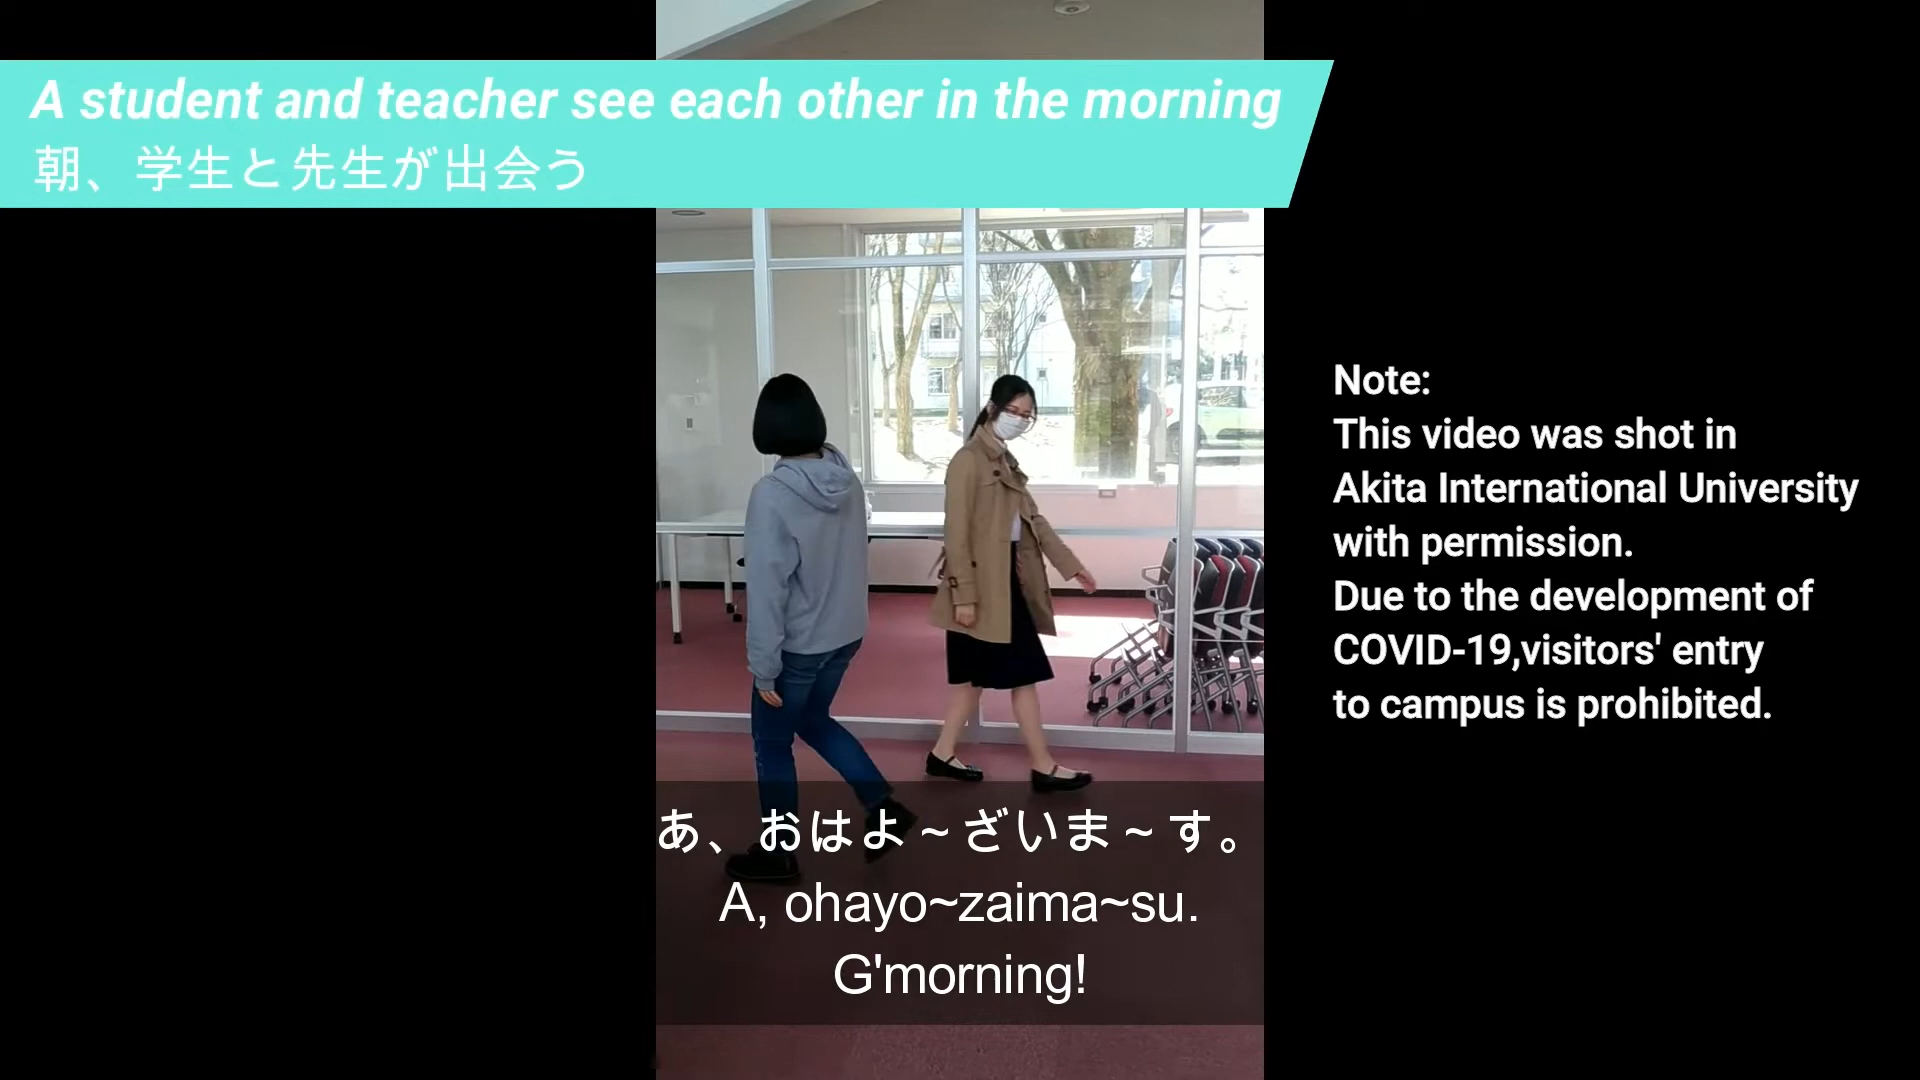 A student and teacher see each other in the morning
朝、学生と先生が出会う
Note:
This video was shot in
Akita International University
with permission.
Due to the development of
COVID-19,visitors' entry
to campus is prohibited.
あ、おはよ～ざいま～す。
A, ohayo~zaima~su.
G'morning!